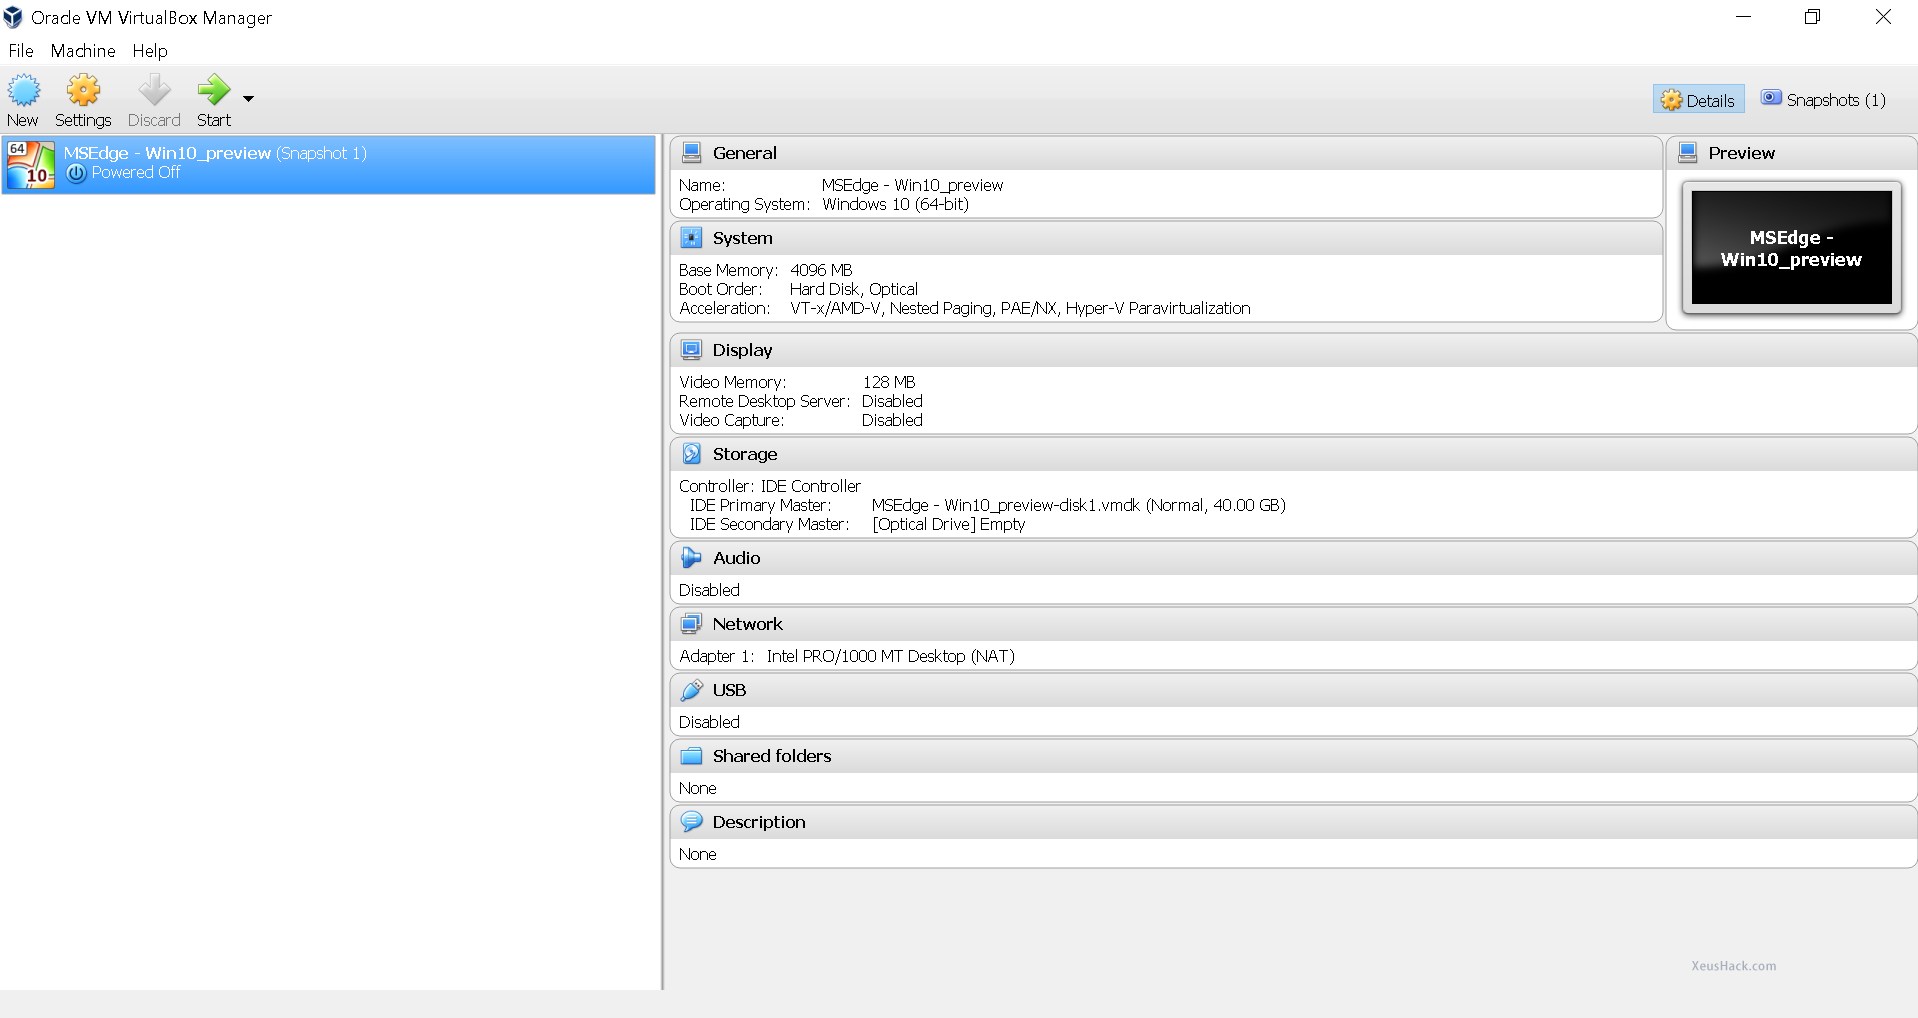 Oracle VM VirtualBox Manager
File Machine Help
New Settings Discard Start
Details Snapshots (1)
64
10
MSEdge - Win10_preview (Snapshot 1)
Powered Off
General
Name: MSEdge - Win10_preview
Operating System: Windows 10 (64-bit)
Preview
MSEdge -
Win10_preview
System
Base Memory: 4096 MB
Boot Order: Hard Disk, Optical
Acceleration: VT-x/AMD-V, Nested Paging, PAE/NX, Hyper-V Paravirtualization
Display
Video Memory: 128 MB
Remote Desktop Server: Disabled
Video Capture: Disabled
Storage
Controller: IDE Controller
IDE Primary Master: MSEdge - Win10_preview-disk1.vmdk (Normal, 40.00 GB)
IDE Secondary Master: [Optical Drive] Empty
Audio
Disabled
Network
Adapter 1: Intel PRO/1000 MT Desktop (NAT)
USB
Disabled
Shared folders
None
Description
None
XeusHack.com